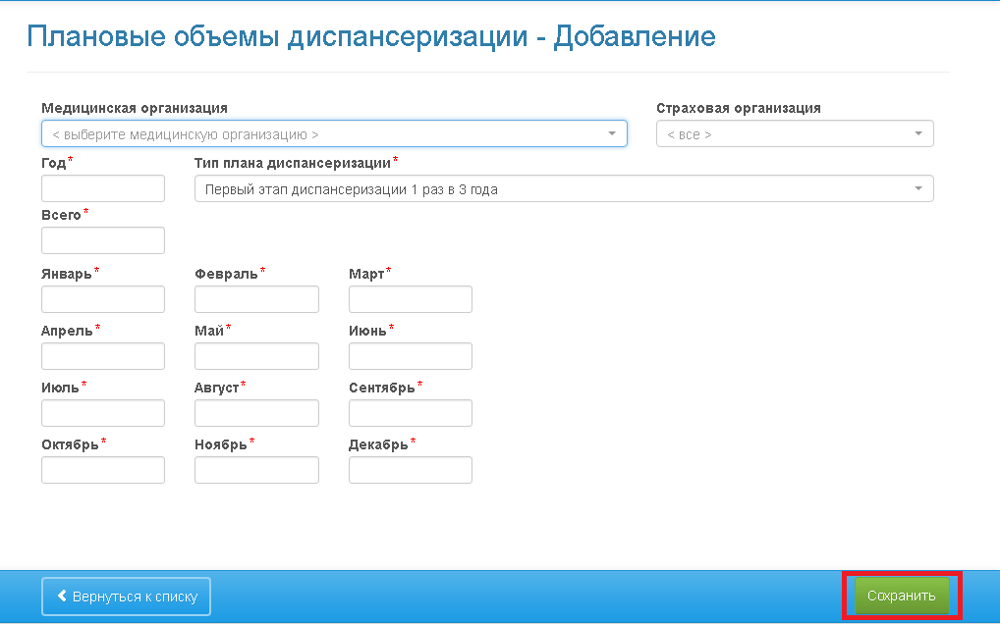 Плановые объемы диспансеризации - Добавление
Медицинская организация Страховая организация
< выберите медицинскую организацию > < все >
Год* Тип плана диспансеризации*
Первый этап диспансеризации 1 раз в 3 года
Всего*
Январь* Февраль* Март*
Апрель* Май* Июнь*
Июль* Август* Сентябрь*
Октябрь* Ноябрь* Декабрь*
Вернуться к списку Сохранить